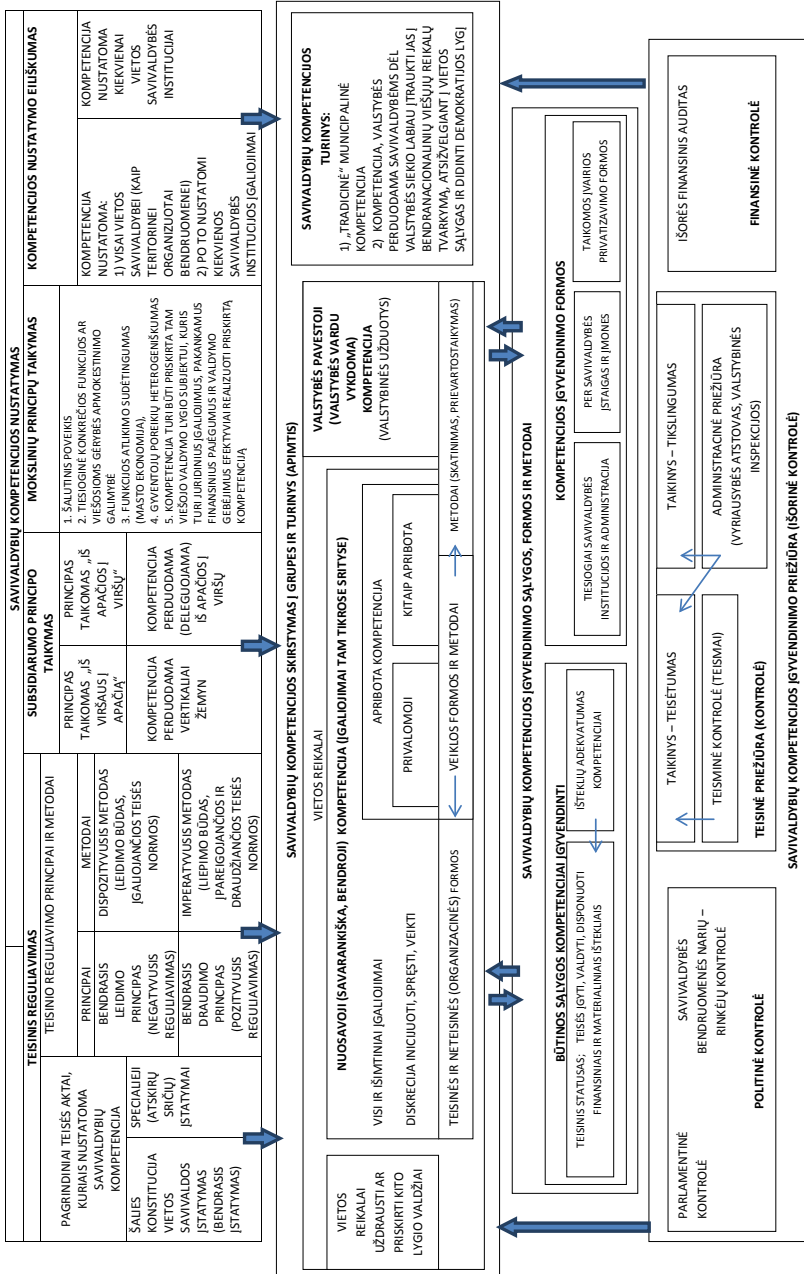 SAVIVALDYBIŲ KOMPETENCIJOS NUSTATYMAS
TEISINIS REGULIAVIMAS
PAGRINDINIAI TEISĖS AKTAI,
KURIAIS NUSTATOMA
SAVIVALDYBIŲ
KOMPETENCIJA
ŠALIES
KONSTITUCIJA
VIETOS
SAVIVALDOS
ĮSTATYMAS
(BENDRASIS
ĮSTATYMAS)
SPECIALIEJI
(ATSKIRŲ
SRIČIŲ)
ĮSTATYMAI
TEISINIO REGULIAVIMO PRINCIPAI IR METODAI
PRINCIPAI
METODAI
BENDRASIS
LEIDIMO
PRINCIPAS
(NEGATYVUSIS
REGULIAVIMAS)
DISPOZITYVUSIS METODAS
(LEIDIMO BŪDAS,
ĮGALIOJANČIOS TEISĖS
NORMOS)
BENDRASIS
DRAUDIMO
PRINCIPAS
(POZITYVUSIS
REGULIAVIMAS)
IMPERATYVUSIS METODAS
(LIEPIMO BŪDAS,
ĮPAREIGOJANČIOS IR
DRAUDŽIANČIOS TEISĖS
NORMOS)
SUBSIDIARUMO PRINCIPO
TAIKYMAS
PRINCIPAS
TAIKOMAS „IŠ
VIRŠAUS Į
APAČIĄ"
PRINCIPAS
TAIKOMAS „IŠ
APAČIOS Į
VIRŠŲ"
KOMPETENCIJA
PERDUODAMA
VERTIKALIAI
ŽEMYN
KOMPETENCIJA
PERDUODAMA
(DELEGUOJAMA)
IŠ APAČIOS Į
VIRŠŲ
MOKSLINIŲ PRINCIPŲ TAIKYMAS
1. ŠALUTINIS POVEIKIS
2. TIESIOGINĖ KONKREČIOS FUNKCIJOS AR
VIEŠOSIOMS GĖRYBĖS APMOKESTINIMO
GALIMYBĖ
3. FUNKCIJOS ATLIKIMO SUDĖTINGUMAS
(MASTO EKONOMIJA),
4. GYVENTOJŲ POREIKIŲ HETEROGENIŠKUMAS
5. KOMPETENCIJA TURI BŪTI PRISKIRTA TAM
VIEŠOJO VALDYMO LYGIO SUBJEKTUI, KURIS
TURI JURIDINIUS ĮGALIOJIMUS, PAKANKAMUS
FINANSINIUS PAJĖGUMUS IR VALDYMO
GEBĖJIMUS EFEKTYVIAI REALIZUOTI PRISKIRTĄ
KOMPETENCIJĄ
KOMPETENCIJOS NUSTATYMO EILIŠKUMAS
KOMPETENCIJA
NUSTATOMA:
1) VISAI VIETOS
SAVIVALDYBEI (KAIP
TERITORINEI
ORGANIZUOTAI
BENDRUOMENEI)
2) PO TO NUSTATOMI
KIEKVIENOS
SAVIVALDYBĖS
INSTITUCIJOS ĮGALIOJIMAI
KOMPETENCIJA
NUSTATOMA
KIEKVIENAI
VIETOS
SAVIVALDYBĖS
INSTITUCIJAI
SAVIVALDYBIŲ KOMPETENCIJOS SKIRSTYMAS Į GRUPES IR TURINYS (APIMTIS)
VIETOS
REIKALAI
UŽDRAUSTI AR
PRISKIRTI KITO
LYGIO VALDŽIAI
VIETOS REIKALAI
NUOSAVOJI (SAVARANKIŠKA, BENDROJI) KOMPETENCIJA (ĮGALIOJIMAI TAM TIKROSE SRITYSE)
VISI IR IŠIMTINIAI ĮGALIOJIMAI
DISKRECIJA INICIJUOTI, SPRĘSTI, VEIKTI
APRIBOTA KOMPETENCIJA
PRIVALOMOJI
KITAIP APRIBOTA
TEISINĖS IR NETEISINĖS (ORGANIZACINĖS) FORMOS
VEIKLOS FORMOS IR METODAI
METODAI (SKATINIMAS, PRIEVARTOSTAIKYMAS)
VALSTYBĖS PAVESTOJI
(VALSTYBĖS VARDU
VYKDOMA)
KOMPETENCIJA
(VALSTYBINĖS UŽDUOTYS)
SAVIVALDYBIŲ KOMPETENCIJOS
TURINYS:
1) „TRADICINĖ" MUNICIPALINĖ
KOMPETENCIJA
2) KOMPETENCIJA, VALSTYBĖS
PERDUODAMA SAVIVALDYBĖMS DĖL
VALSTYBĖS SIEKIO LABIAU ĮTRAUKTI JAS Į
BENDRANACIONALINIŲ VIEŠŲJŲ REIKALŲ
TVARKYMĄ, ATSIŽVELGIANT Į VIETOS
SĄLYGAS IR DIDINTI DEMOKRATIJOS LYGĮ
SAVIVALDYBIŲ KOMPETENCIJOS ĮGYVENDINIMO SĄLYGOS, FORMOS IR METODAI
BŪTINOS SĄLYGOS KOMPETENCIJAI ĮGYVENDINTI
TEISINIS STATUSAS; TEISĖS ĮGYTI, VALDYTI, DISPONUOTI
FINANSINIAIS IR MATERIALINIAIS IŠTEKLIAIS
IŠTEKLIŲ ADEKVATUMAS
KOMPETENCIJAI
KOMPETENCIJOS ĮGYVENDINIMO FORMOS
TIESIOGIAI SAVIVALDYBĖS
INSTITUCIJOS IR ADMINISTRACIJA
PER SAVIVALDYBĖS
ĮSTAIGAS IR ĮMONES
TAIKOMOS ĮVAIRIOS
PRIVATIZAVIMO FORMOS
PARLAMENTINĖ
KONTROLĖ
SAVIVALDYBĖS
BENDRUOMENĖS NARIŲ –
RINKĖJŲ KONTROLĖ
POLITINĖ KONTROLĖ
TAIKINYS – TEISĖTUMAS
TEISMINĖ KONTROLĖ (TEISMAI)
TAIKINYS – TIKSLINGUMAS
ADMINISTRACINĖ PRIEŽIŪRA
(VYRIAUSYBĖS ATSTOVAS, VALSTYBINĖS
INSPEKCIJOS)
TEISINĖ PRIEŽIŪRA (KONTROLĖ)
IŠORĖS FINANSINIS AUDITAS
FINANSINĖ KONTROLĖ
SAVIVALDYBIŲ KOMPETENCIJOS ĮGYVENDINIMO PRIEŽIŪRA (IŠORINĖ KONTROLĖ)